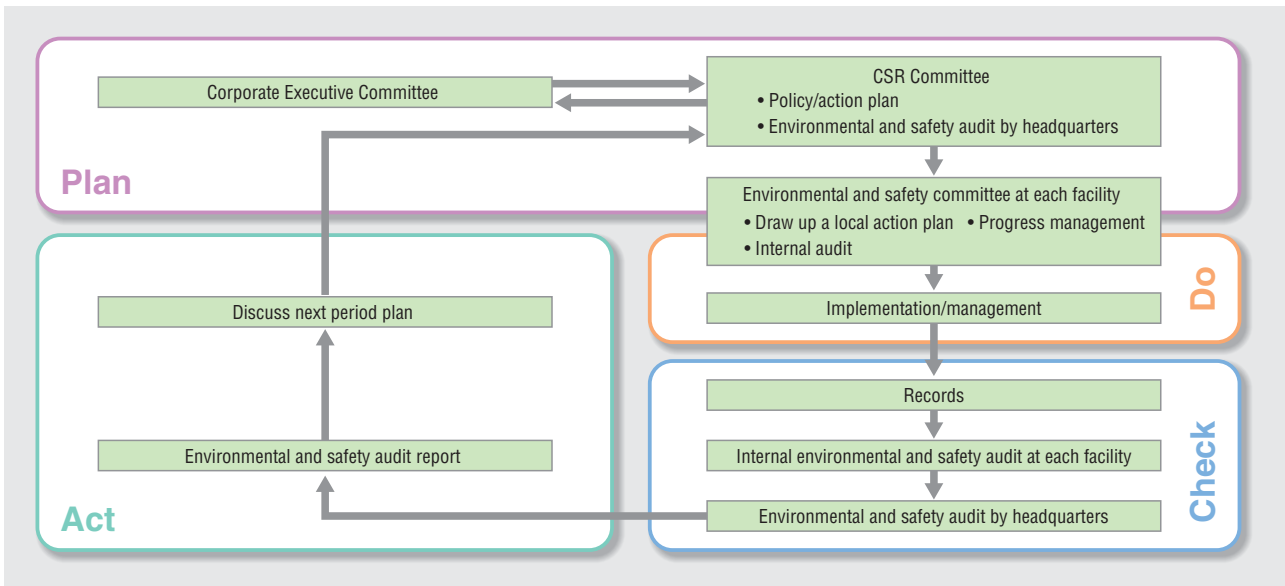 Corporate Executive Committee
CSR Committee
• Policy/action plan
• Environmental and safety audit by headquarters
Plan
Environmental and safety committee at each facility
• Draw up a local action plan • Progress management
• Internal audit
Do
Implementation/management
Discuss next period plan
Records
Check
Environmental and safety audit report
Internal environmental and safety audit at each facility
Act
Environmental and safety audit by headquarters